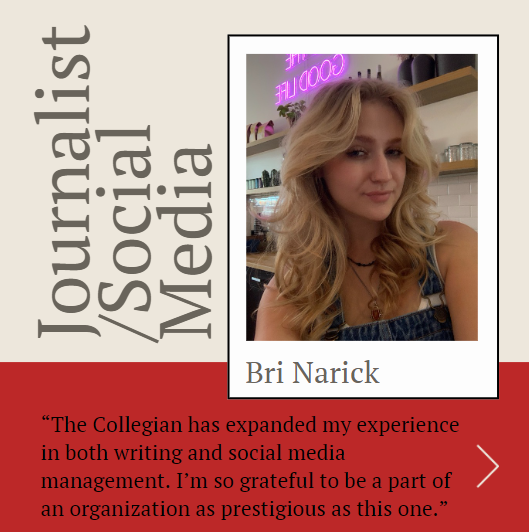 Journalist
/Social
Media
THE
GOOD LIFE
Bri Narick
“The Collegian has expanded my experience
in both writing and social media
management. I’m so grateful to be a part of
an organization as prestigious as this one.”